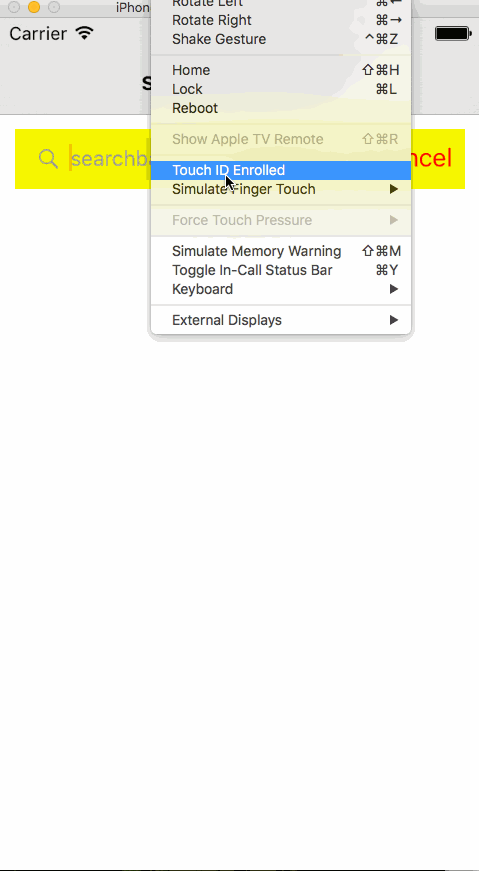 iPhon
Rotate Left ⌘←
Carrier
Rotate Right ⌘→
Shake Gesture ^⌘Z
S
Home ⇧⌘H
Lock ⌘L
Reboot
Show Apple TV Remote ⇧⌘R
searchb
ncel
Touch ID Enrolled
Simulate Finger Touch
Force Touch Pressure
Simulate Memory Warning ⇧⌘M
Toggle In-Call Status Bar ⌘Y
Keyboard
External Displays